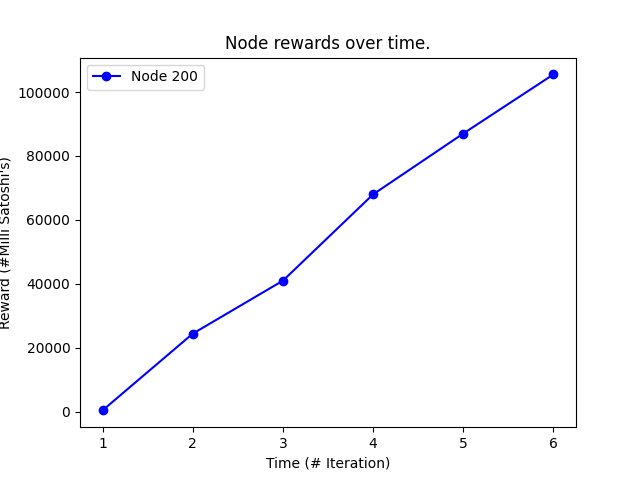 Node rewards over time.
Node 200
100000
80000
60000
40000
20000
0
Reward (#Milli Satoshi's)
1 2 3 4 5 6
Time (# Iteration)